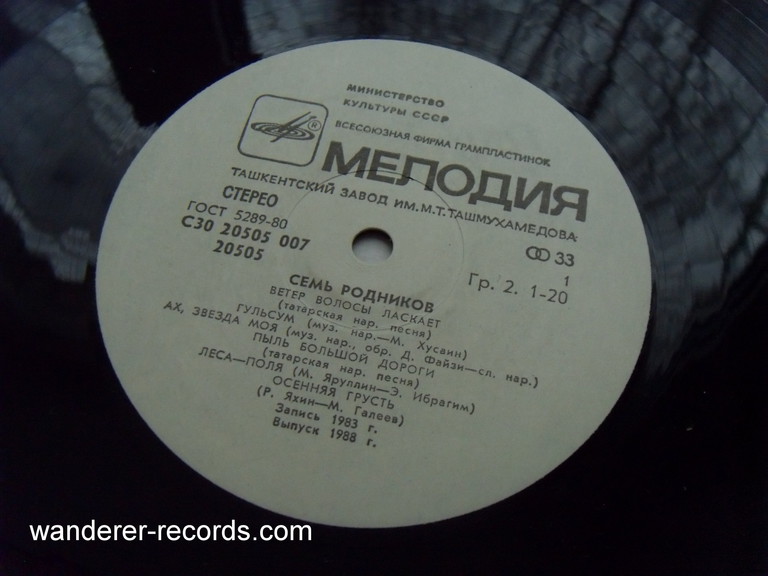 МИНИСТЕРСТВО
КУЛЬТУРЫ СССР
ВСЕСОЮЗНАЯ ФИРМА ГРАМПЛАСТИНОК
R
МЕЛОДИЯ
ТАШКЕНТСКИЙ ЗАВОД ИМ. М.Т. ТАШМУХАМЕДОВА
СТЕРЕО
ГОСТ 5289-80
С30 20505 007
20505
33
1
Гр. 2. 1-20
СЕМЬ РОДНИКОВ
ВЕТЕР ВОЛОСЫ ЛАСКАЕТ
(татарская нар. песня)
ГУЛЬСУМ (муз. нар.—М. Хусаин)
АХ, ЗВЕЗДА МОЯ (муз. нар., обр. Д. Файзи—сл. нар.)
ПЫЛЬ БОЛЬШОЙ ДОРОГИ
(татарская нар. песня)
ЛЕСА—ПОЛЯ (М. Яруллин—Э. Ибрагим)
ОСЕННЯЯ ГРУСТЬ
(Р. Яхин—М. Галеев)
Запись 1983 г.
Выпуск 1988 г.
wanderer-records.com